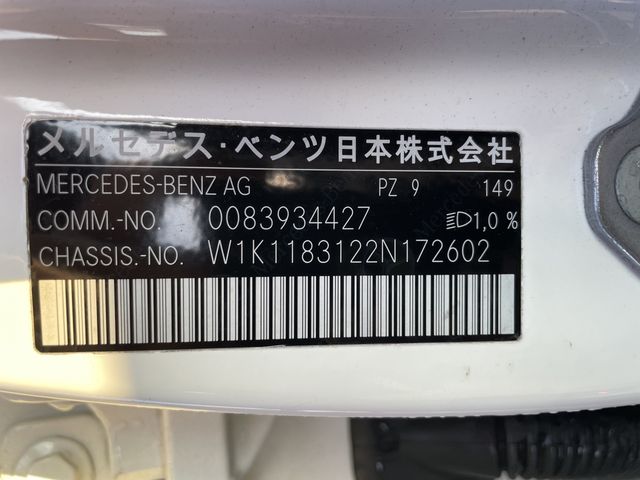 メルセデス・ベンツ日本株式会社
MERCEDES-BENZ AG PZ 9 149
COMM.-NO. 0083934427 1,0 %
CHASSIS.-NO. W1K1183122N172602